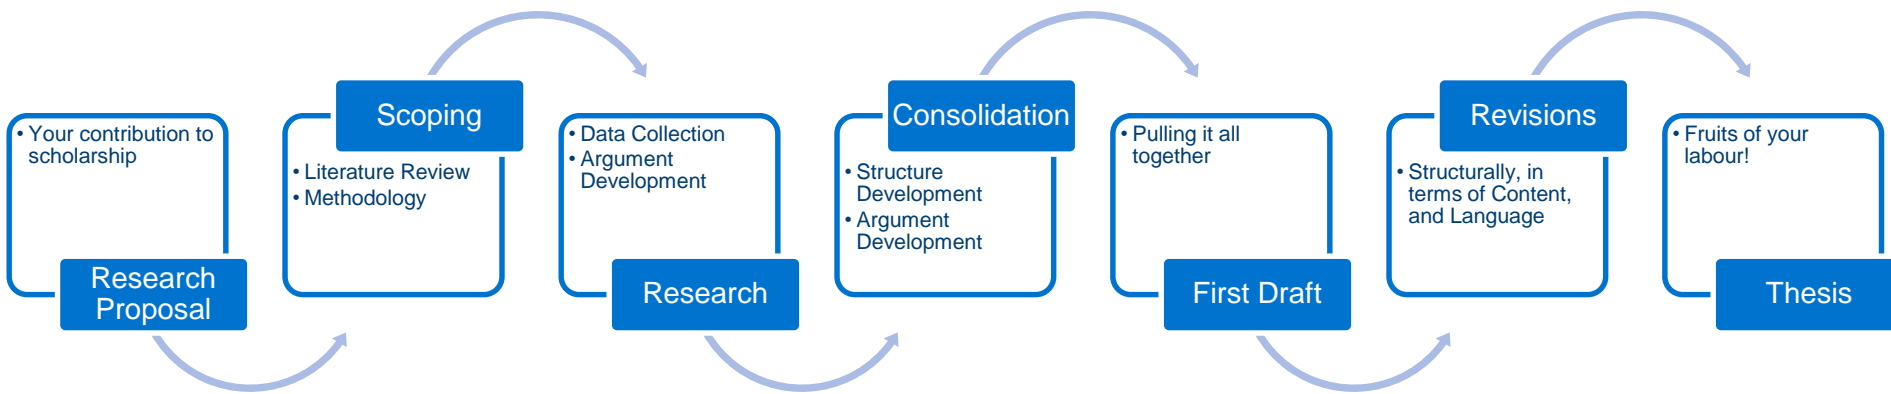 • Your contribution to
scholarship
Research
Proposal
Scoping
• Literature Review
• Methodology
• Data Collection
• Argument
Development
Research
Consolidation
• Structure
Development
• Argument
Development
• Pulling it all
together
First Draft
Revisions
• Structurally, in
terms of Content,
and Language
• Fruits of your
labour!
Thesis